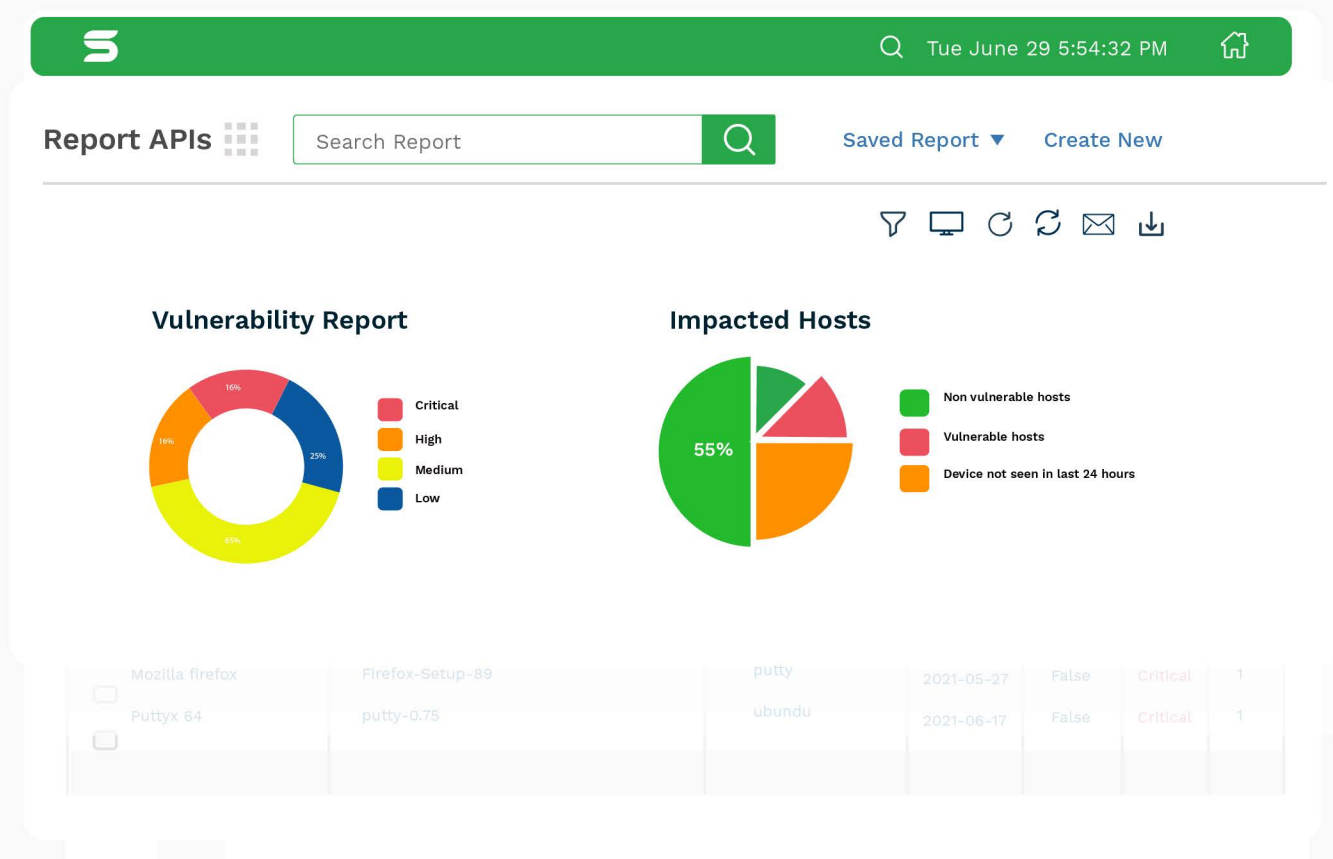 Tue June 29 5:54:32 PM
Report APIs
Search Report
Saved Report ▼ Create New
Vulnerability Report
Impacted Hosts
16%
16%
25%
65%
Critical
High
Medium
Low
55%
Non vulnerable hosts
Vulnerable hosts
Device not seen in last 24 hours
Mozilla firefox Firefox-Setup-89 putty 2021-05-27 False Critical 1
Puttyx 64 putty-0.75 ubundu 2021-06-17 False Critical 1